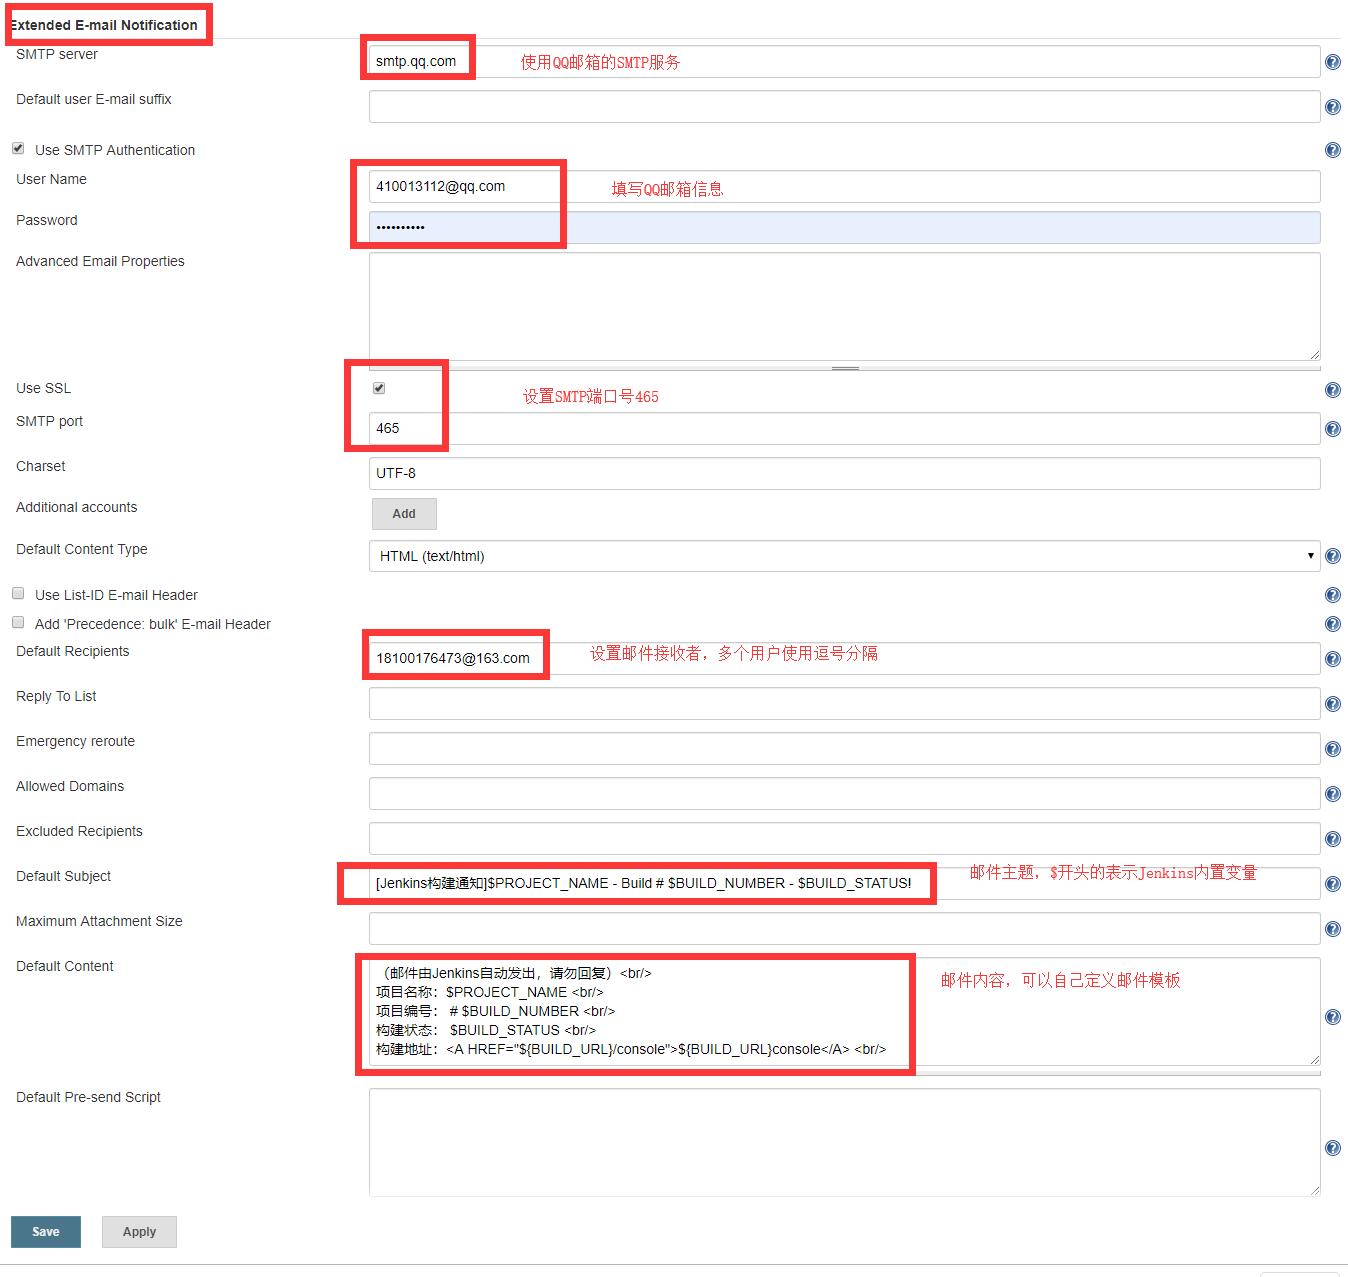 Extended E-mail Notification
SMTP server
smtp.qq.com
使用QQ邮箱的SMTP服务
Default user E-mail suffix
Use SMTP Authentication
User Name
410013112@qq.com
填写QQ邮箱信息
Password
••••••••••
Advanced Email Properties
Use SSL
设置SMTP端口号465
SMTP port
465
Charset
UTF-8
Additional accounts
Add
Default Content Type
HTML (text/html)
Use List-ID E-mail Header
Add 'Precedence: bulk' E-mail Header
Default Recipients
18100176473@163.com
设置邮件接收者，多个用户使用逗号分隔
Reply To List
Emergency reroute
Allowed Domains
Excluded Recipients
Default Subject
[Jenkins构建通知]$PROJECT_NAME - Build # $BUILD_NUMBER - $BUILD_STATUS!
邮件主题，$开头的表示Jenkins内置变量
Maximum Attachment Size
Default Content
（邮件由Jenkins自动发出，请勿回复）<br/>
项目名称：$PROJECT_NAME <br/>
项目编号： # $BUILD_NUMBER <br/>
构建状态： $BUILD_STATUS <br/>
构建地址：<A HREF="${BUILD_URL}/console">${BUILD_URL}console</A> <br/>
邮件内容，可以自己定义邮件模板
Default Pre-send Script
Save
Apply